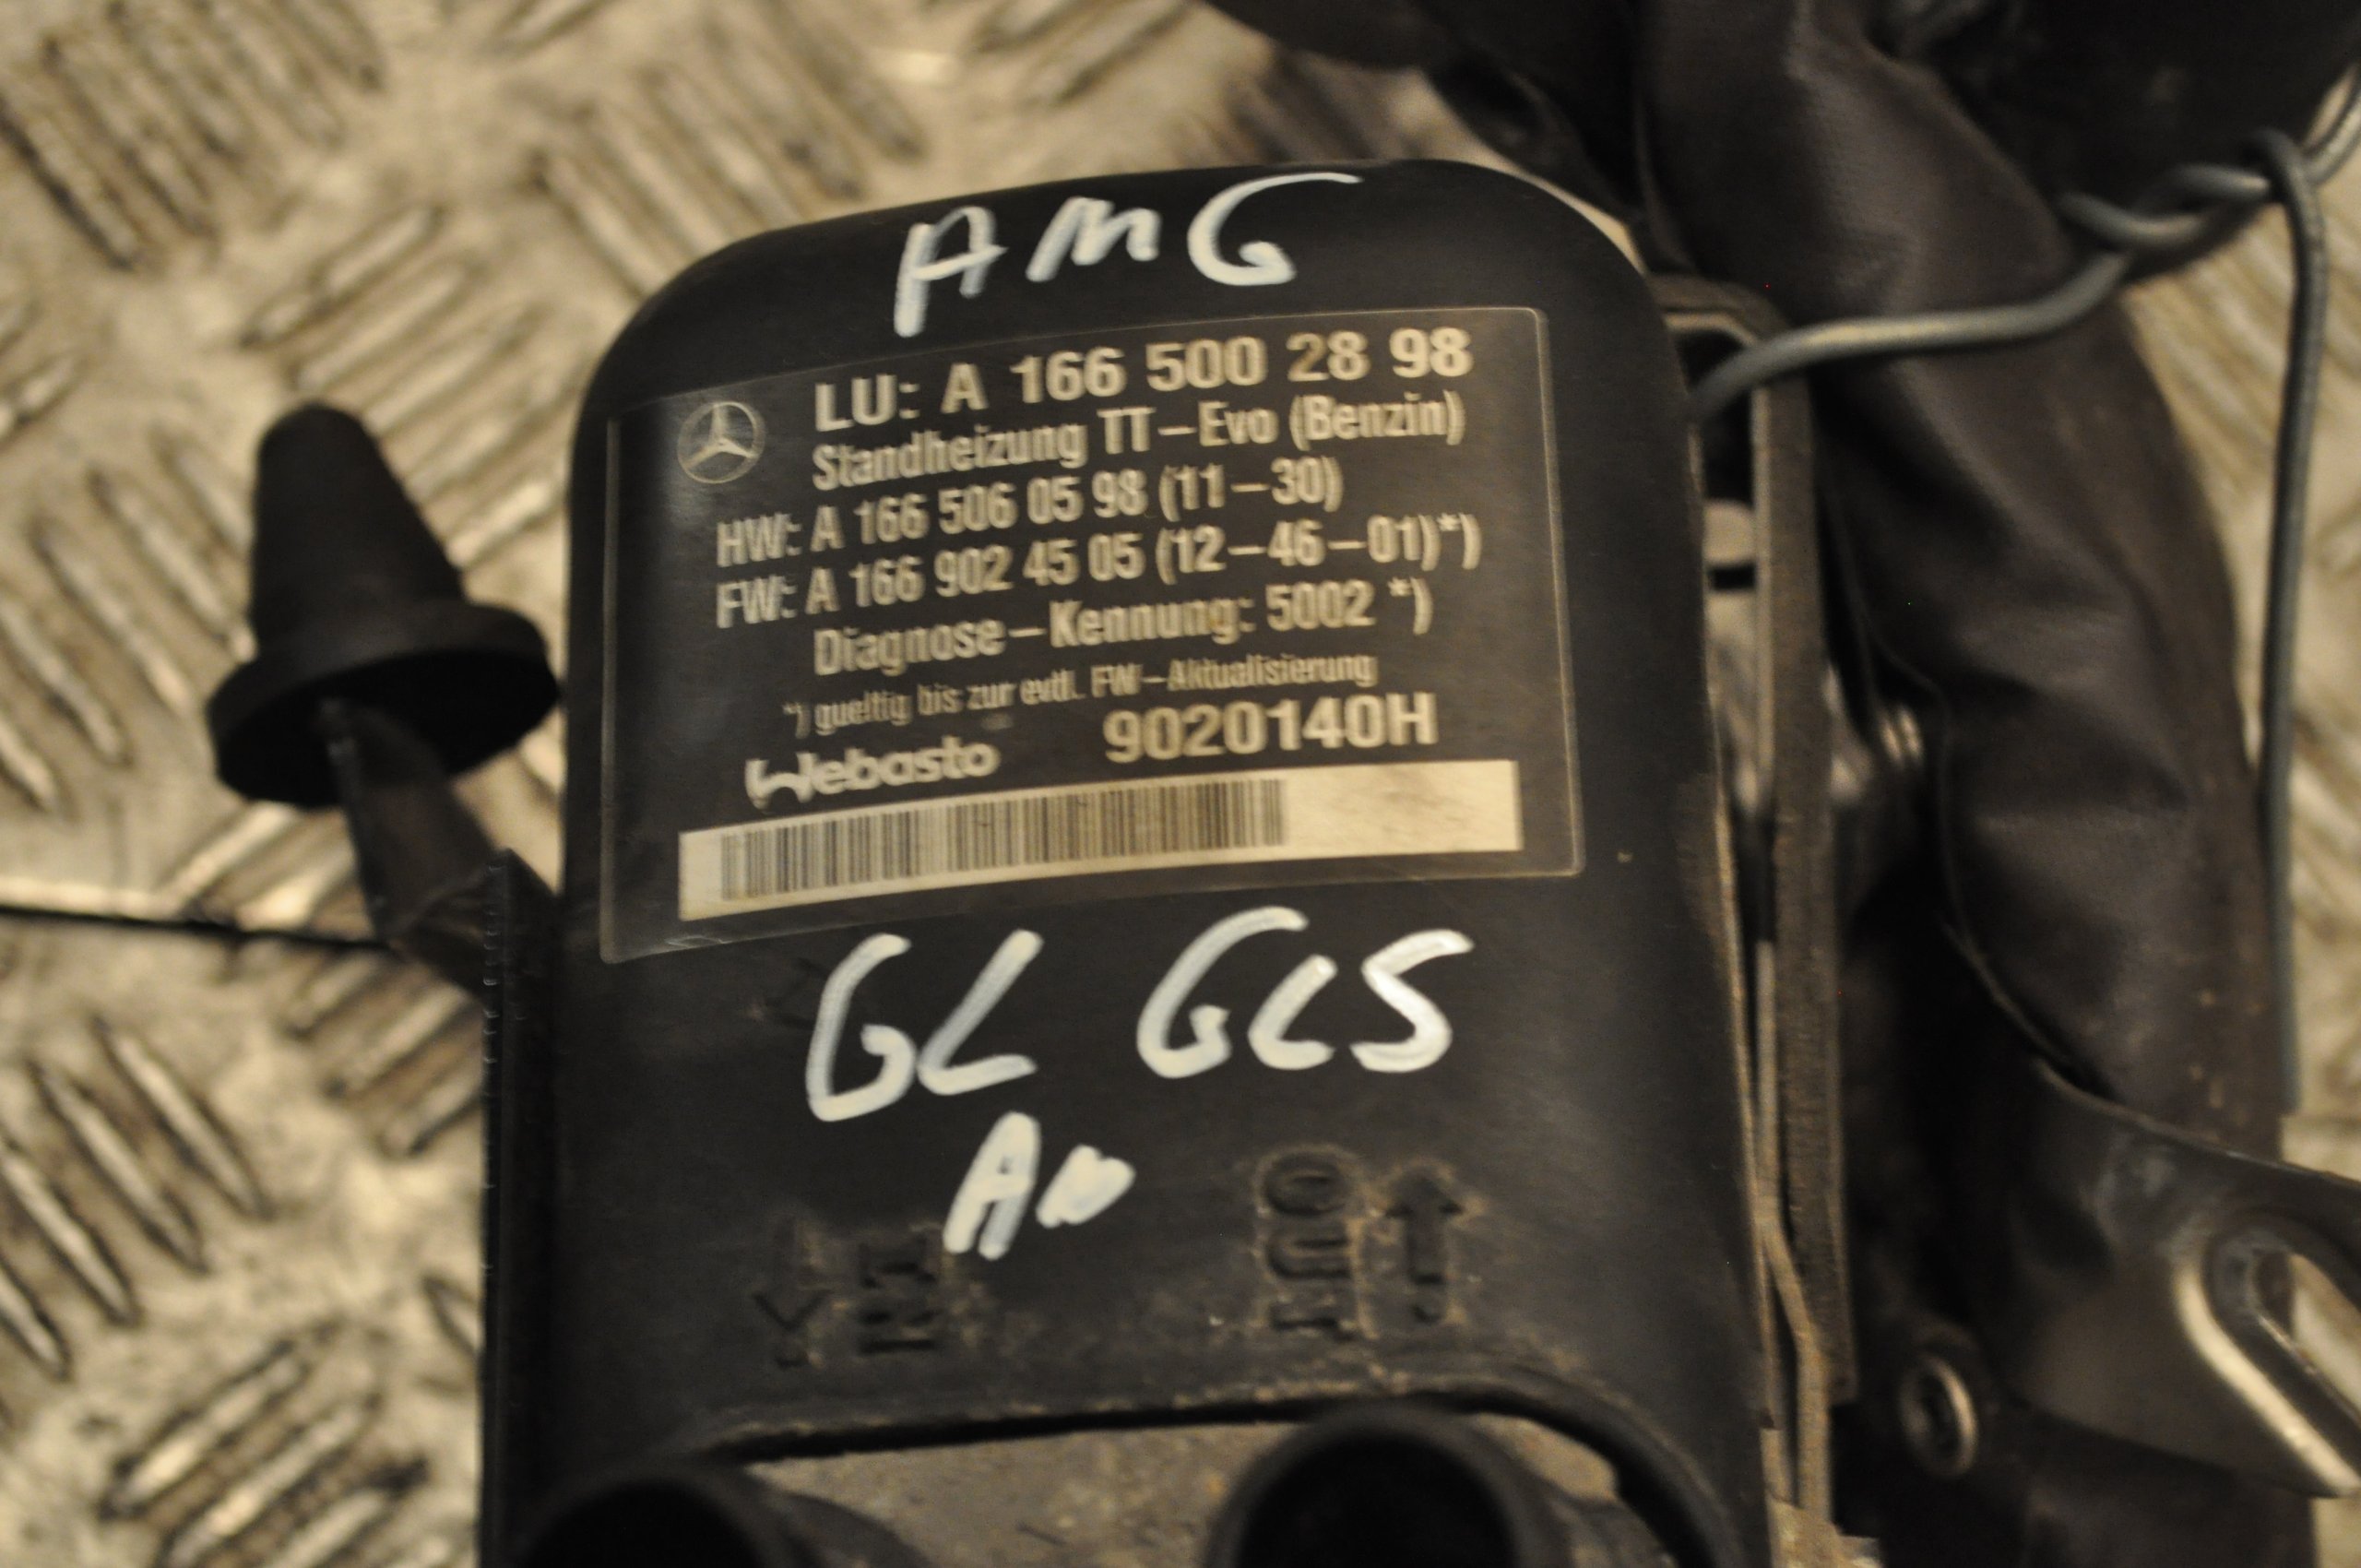 AMG
LU: A 166 500 28 98
Standheizung TT-Evo (Benzin)
HW: A 166 506 05 98 (11-30)
FW: A 166 902 45 05 (12-46-01)*)
Diagnose-Kennung: 5002 *)
*) gueltig bis zur evtl. FW-Aktualisierung
Webasto 9020140H
GL GLS
IN OUT